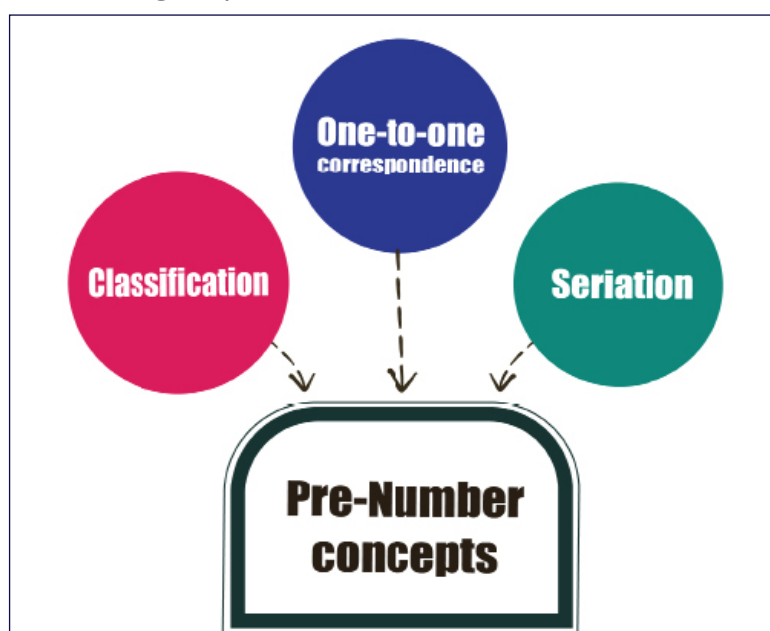 One-to-one
correspondence
Classification
Seriation
Pre-Number
concepts